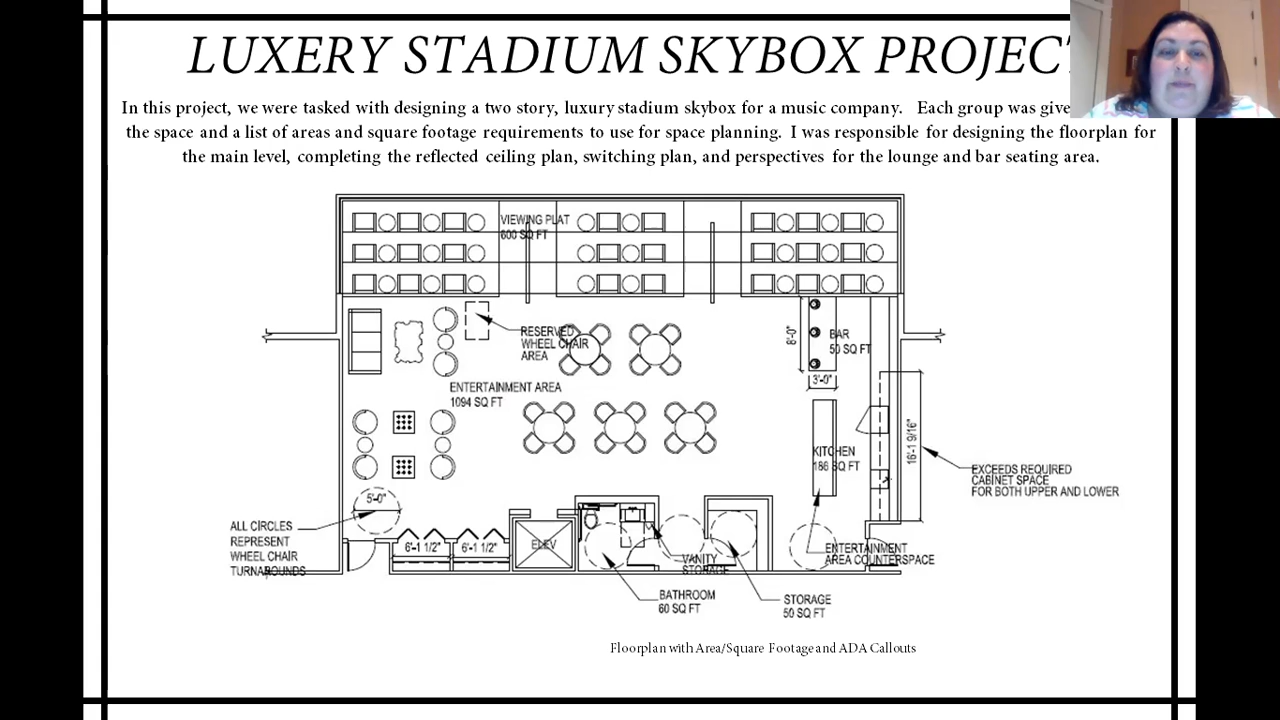 LUXERY STADIUM SKYBOX PROJECT
In this project, we were tasked with designing a two story, luxury stadium skybox for a music company. Each group was give
the space and a list of areas and square footage requirements to use for space planning. I was responsible for designing the floorplan for
the main level, completing the reflected ceiling plan, switching plan, and perspectives for the lounge and bar seating area.
VIEWING PLAT
600 SQ FT
RESERVED
WHEEL CHAIR
AREA
8'-0"
BAR
50 SQ FT
3'-0"
ENTERTAINMENT AREA
1094 SQ FT
KITCHEN
186 SQ FT
16'-1 9/16"
EXCEEDS REQUIRED
CABINET SPACE
FOR BOTH UPPER AND LOWER
5'-0"
ALL CIRCLES
REPRESENT
WHEEL CHAIR
TURNAROUNDS
6'-1 1/2"
6'-1 1/2"
ELEV
VANITY
STORAGE
ENTERTAINMENT
AREA COUNTERSPACE
BATHROOM
60 SQ FT
STORAGE
50 SQ FT
Floorplan with Area/Square Footage and ADA Callouts